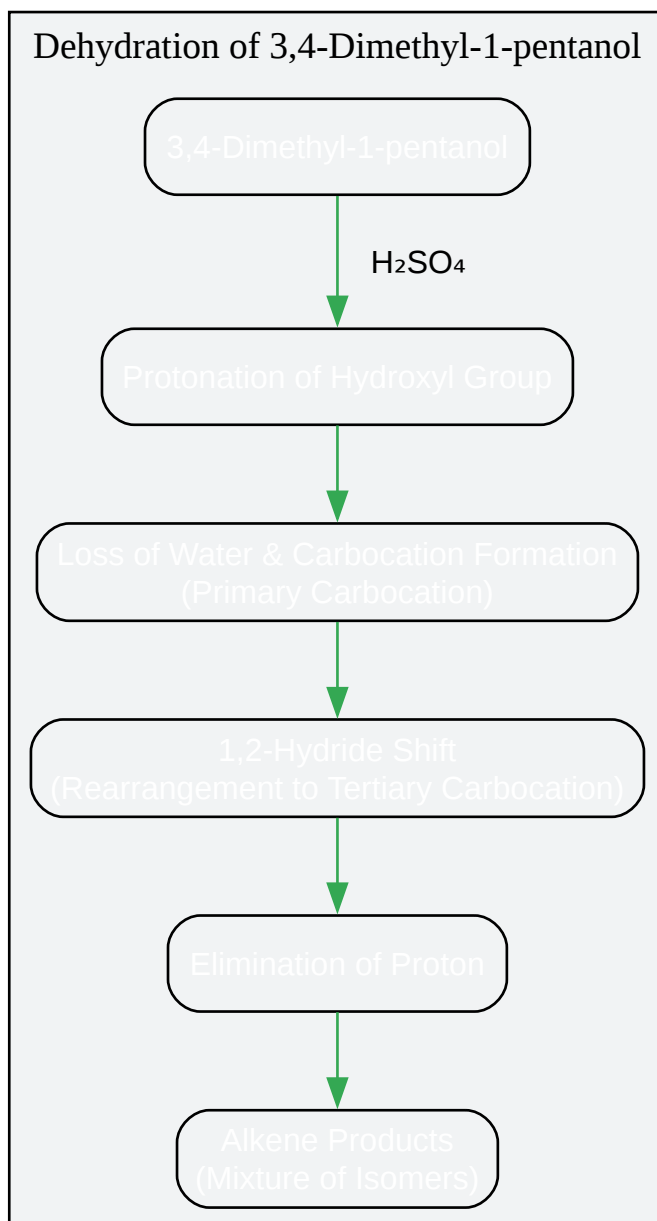 Dehydration of 3,4-Dimethyl-1-pentanol
3,4-Dimethyl-1-pentanol
H₂SO₄
Protonation of Hydroxyl Group
Loss of Water & Carbocation Formation
(Primary Carbocation)
1,2-Hydride Shift
(Rearrangement to Tertiary Carbocation)
Elimination of Proton
Alkene Products
(Mixture of Isomers)